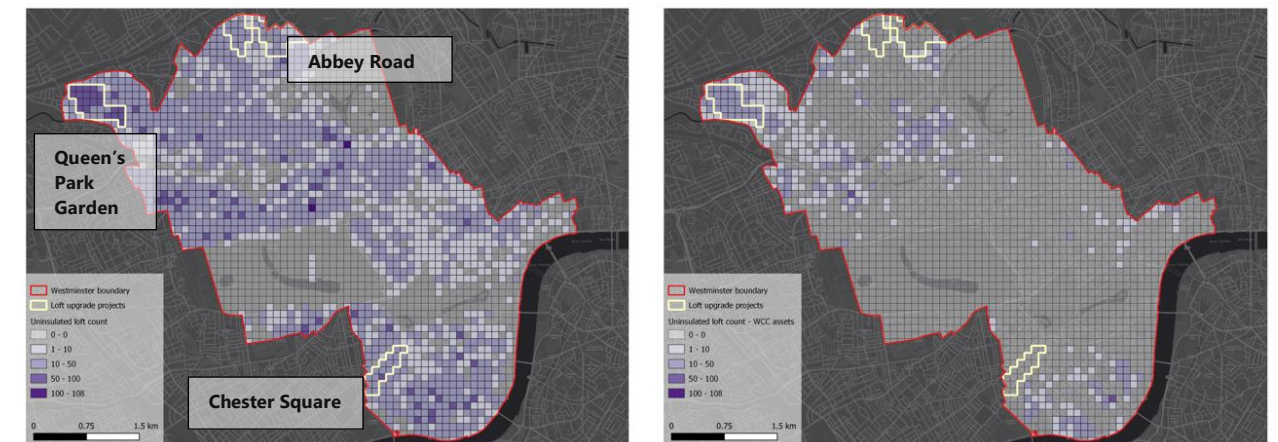 Abbey Road
Queen's
Park
Garden
Chester Square
Westminster boundary
Loft upgrade projects
Uninsulated loft count
0 - 0
1 - 10
10 - 50
50 - 100
100 - 108
0 0.75 1.5 km
Westminster boundary
Loft upgrade projects
Uninsulated loft count - WCC assets
0 - 0
1 - 10
10 - 50
50 - 100
100 - 108
0 0.75 1.5 km